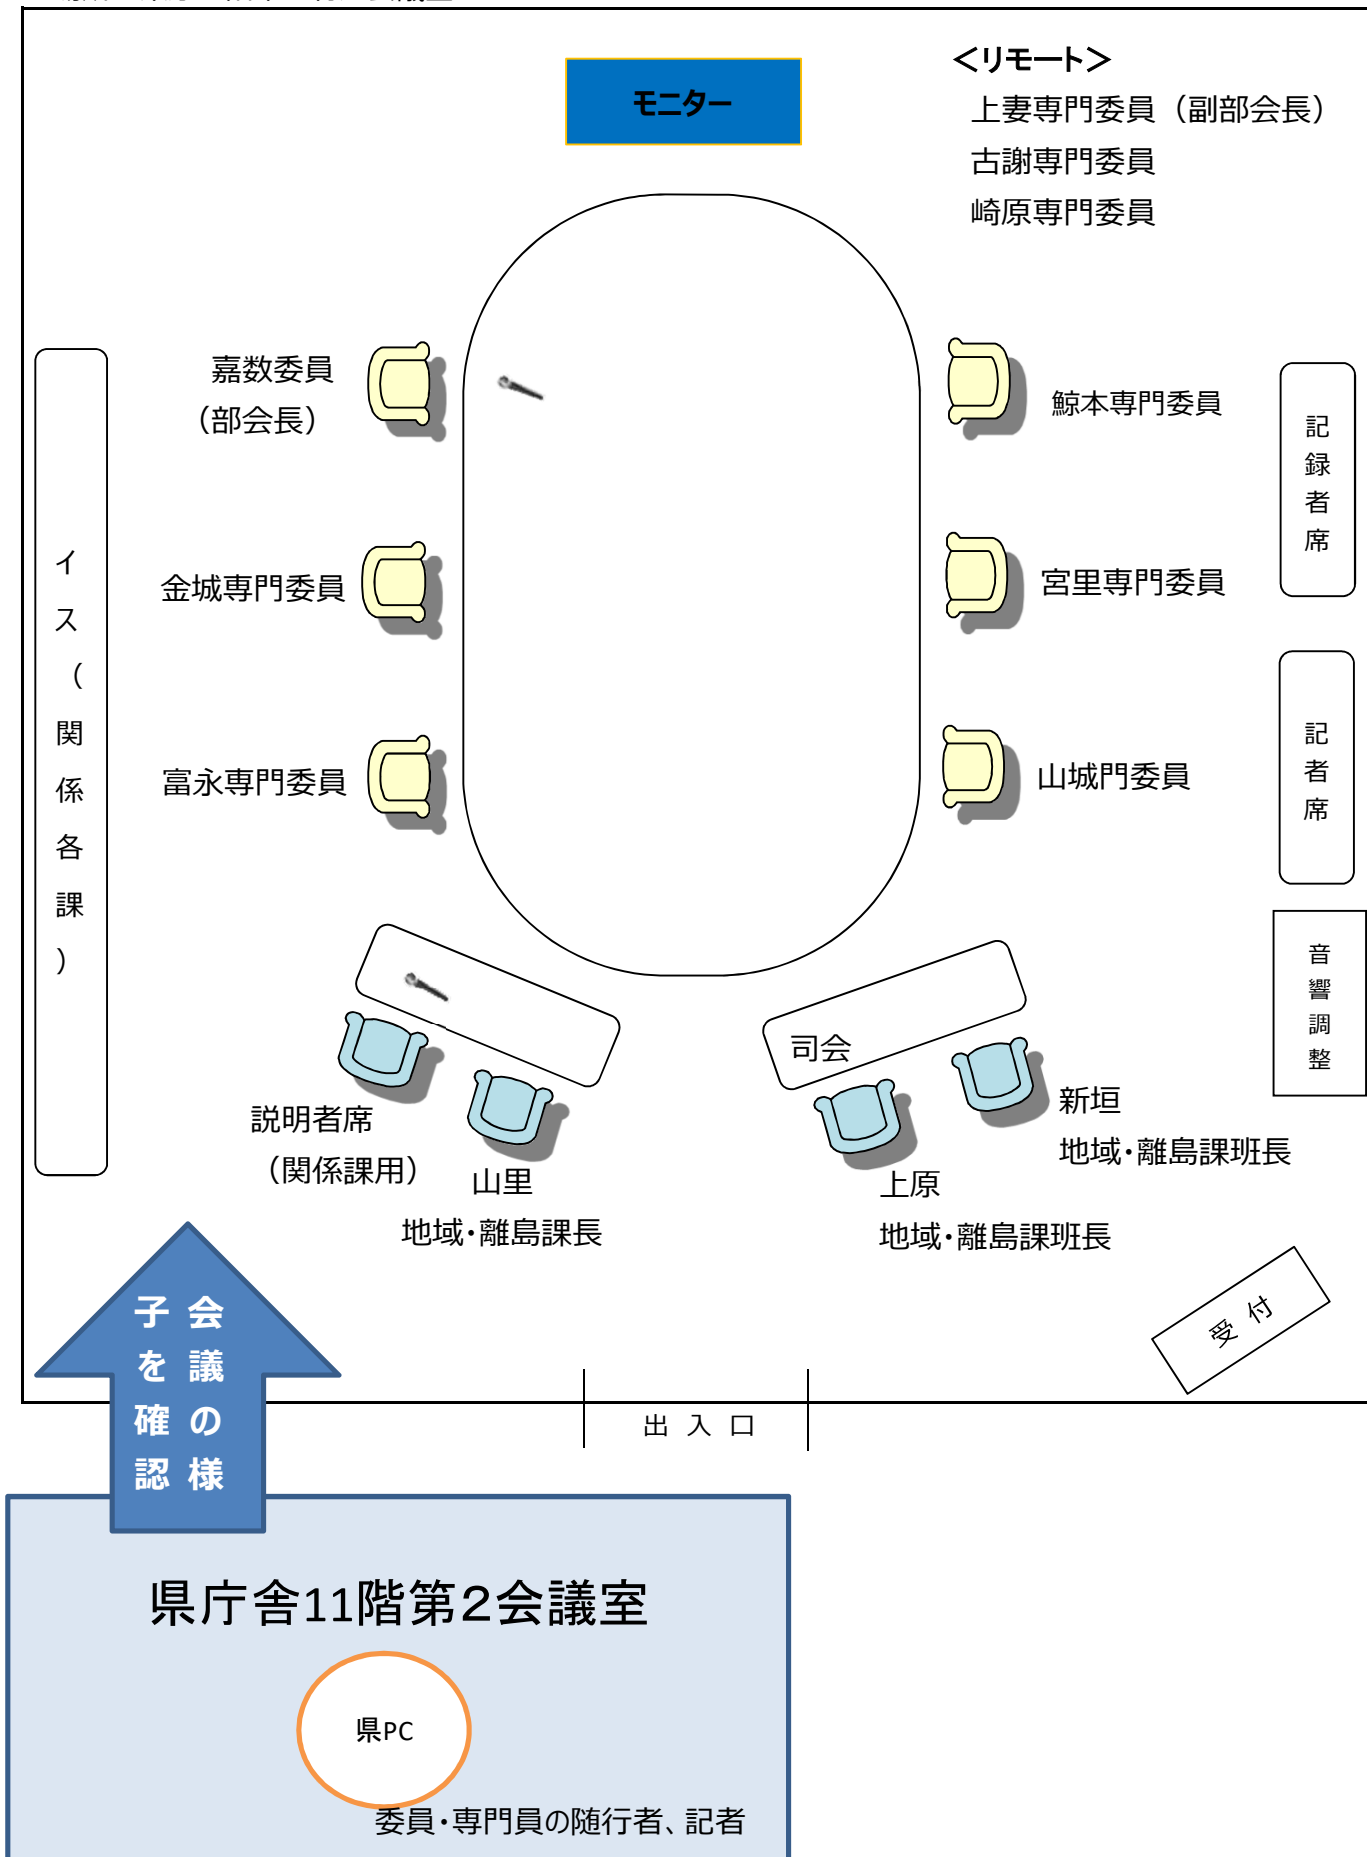 モニター
＜リモート＞
上妻専門委員（副部会長）
古謝専門委員
崎原専門委員
嘉数委員
（部会長）
鯨本専門委員
金城専門委員
宮里専門委員
富永専門委員
山城門委員
イス（関係各課）
記録者席
記者席
音響調整
司会
説明者席
（関係課用）
山里
地域・離島課長
新垣
地域・離島課班長
上原
地域・離島課班長
受付
出入口
会議の様
子を確認
県庁舎11階第２会議室
県PC
委員・専門員の随行者、記者